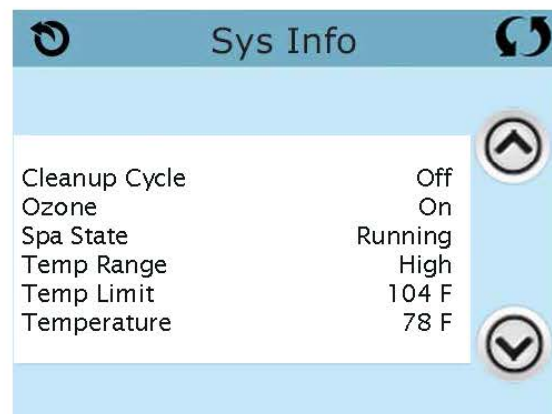 Sys Info
Cleanup Cycle Off
Ozone On
Spa State Running
Temp Range High
Temp Limit 104 F
Temperature 78 F